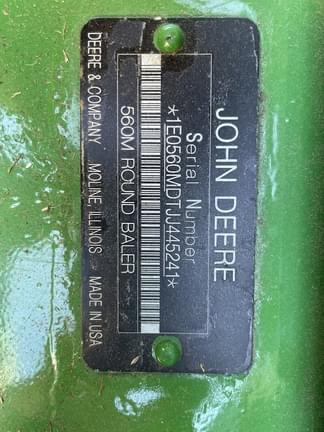 JOHN DEERE
Serial Number
*1E0560MDTJJ445241*
560M ROUND BALER
DEERE & COMPANY MOLINE, ILLINOIS MADE IN USA